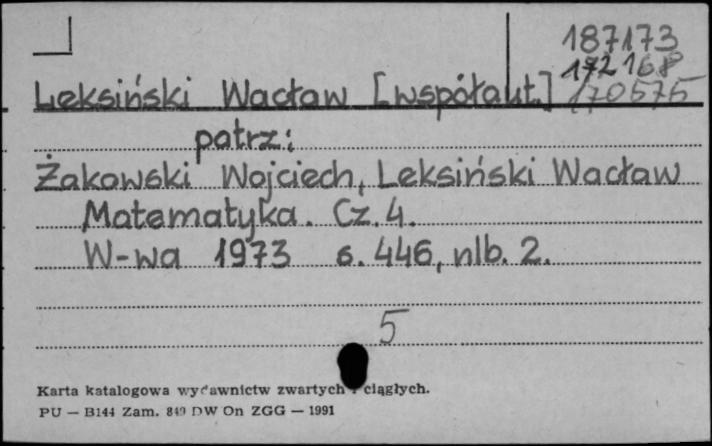 187173
172168
170575
Leksiński Wacław [współaut.]
patrz:
Żakowski Wojciech, Leksiński Wacław
Matematyka. Cz. 4.
W-wa 1973 s. 446, nlb. 2.
5
Karta katalogowa wydawnictw zwartych i ciągłych.
PU — B144 Zam. 849 DW On ZGG — 1991